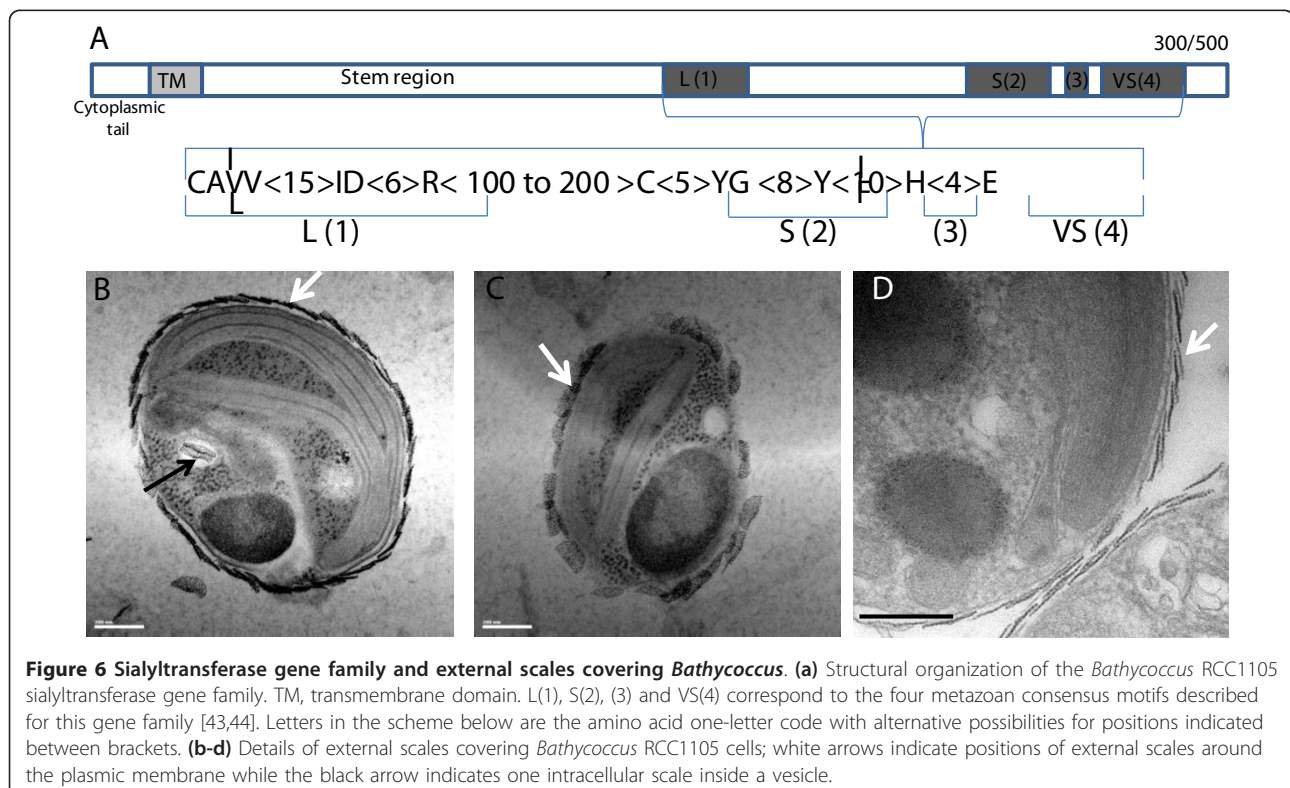 A
300/500
TM
Stem region
L (1)
S(2)
(3)
VS(4)
Cytoplasmic
tail
I
CAVV<15>ID<6>R< 100 to 200 >C<5>YG <8>Y<10>H<4>E
L
L (1)
S (2)
(3)
VS (4)
B
C
D
Figure 6 Sialyltransferase gene family and external scales covering Bathycoccus. (a) Structural organization of the Bathycoccus RCC1105
sialyltransferase gene family. TM, transmembrane domain. L(1), S(2), (3) and VS(4) correspond to the four metazoan consensus motifs described
for this gene family [43,44]. Letters in the scheme below are the amino acid one-letter code with alternative possibilities for positions indicated
between brackets. (b-d) Details of external scales covering Bathycoccus RCC1105 cells; white arrows indicate positions of external scales around
the plasmic membrane while the black arrow indicates one intracellular scale inside a vesicle.